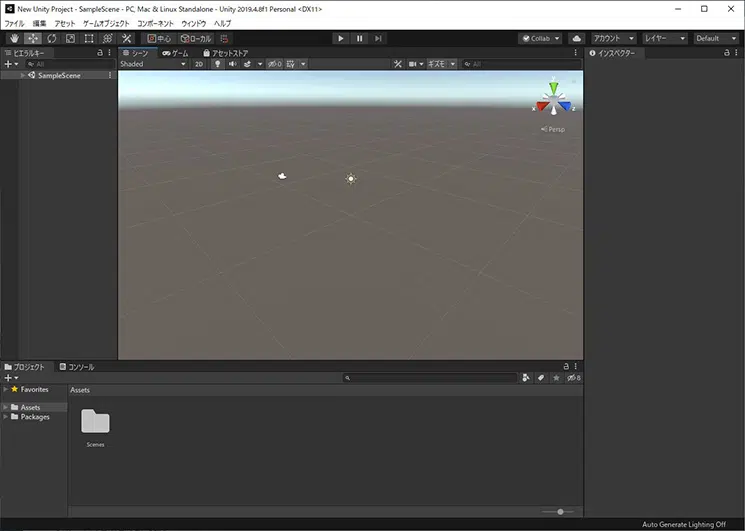 New Unity Project - SampleScene - PC, Mac & Linux Standalone - Unity 2019.4.8f1 Personal <DX11>
ファイル 編集 アセット ゲームオブジェクト コンポーネント ウィンドウ ヘルプ
中心 ローカル Collab アカウント レイヤー Default
ヒエラルキー シーン ゲーム アセットストア インスペクター
All Shaded 2D 0 ギズモ All
SampleScene
x z
Persp
プロジェクト コンソール
8
Favorites Assets
Assets
Packages
Scenes
Auto Generate Lighting Off